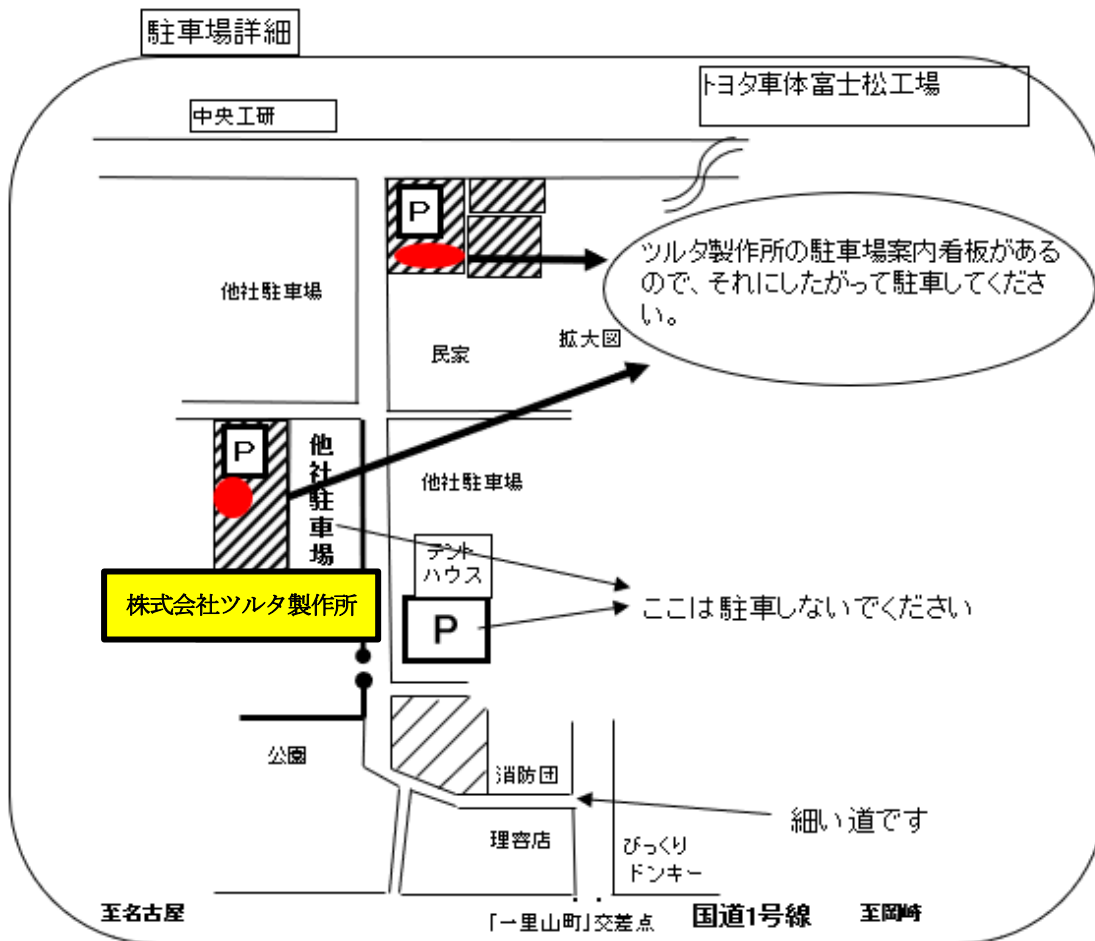 駐車場詳細
トヨタ車体富士松工場
中央工研
P
ツルタ製作所の駐車場案内看板がある
ので、それにしたがって駐車してくださ
い。
他社駐車場
拡大図
民家
P
他社駐車場
他社駐車場
テント
ハウス
株式会社ツルタ製作所
P
ここは駐車しないでください
公園
消防団
細い道です
理容店
びっくり
ドンキー
至名古屋
「一里山町」交差点
国道1号線
至岡崎